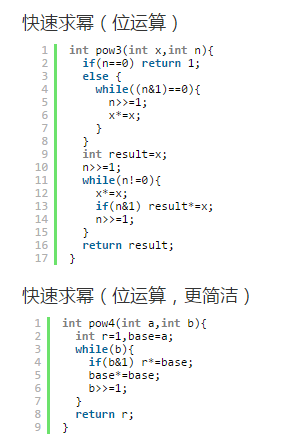 快速求幂（位运算）
1 int pow3(int x,int n){
2 if(n==0) return 1;
3 else {
4 while((n&1)==0){
5 n>>=1;
6 x*=x;
7 }
8 }
9 int result=x;
10 n>>=1;
11 while(n!=0){
12 x*=x;
13 if(n&1) result*=x;
14 n>>=1;
15 }
16 return result;
17 }
快速求幂（位运算，更简洁）
1 int pow4(int a,int b){
2 int r=1,base=a;
3 while(b){
4 if(b&1) r*=base;
5 base*=base;
6 b>>=1;
7 }
8 return r;
9 }